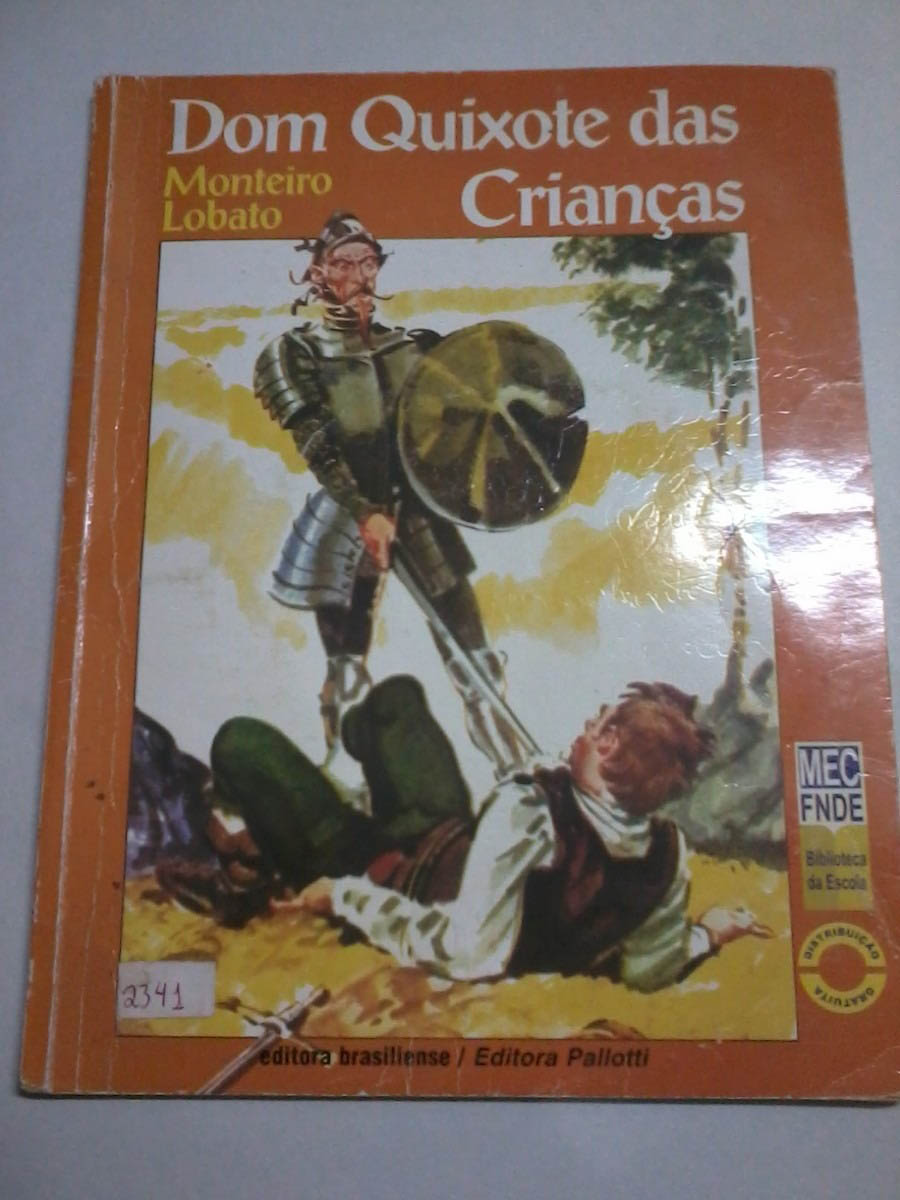 Dom Quixote das
Crianças
Monteiro
Lobato
MEC
FNDE
Biblioteca
da Escola
DISTRIBUIÇÃO
GRATUITA
2341
editora brasiliense / Editora Pallotti